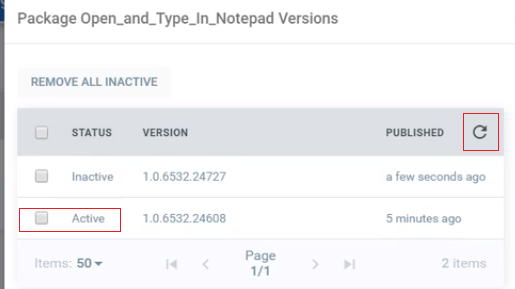 Package Open_and_Type_In_Notepad Versions
REMOVE ALL INACTIVE
STATUS VERSION PUBLISHED
Inactive 1.0.6532.24727 a few seconds ago
Active 1.0.6532.24608 5 minutes ago
Items: 50 Page 2 items
1/1